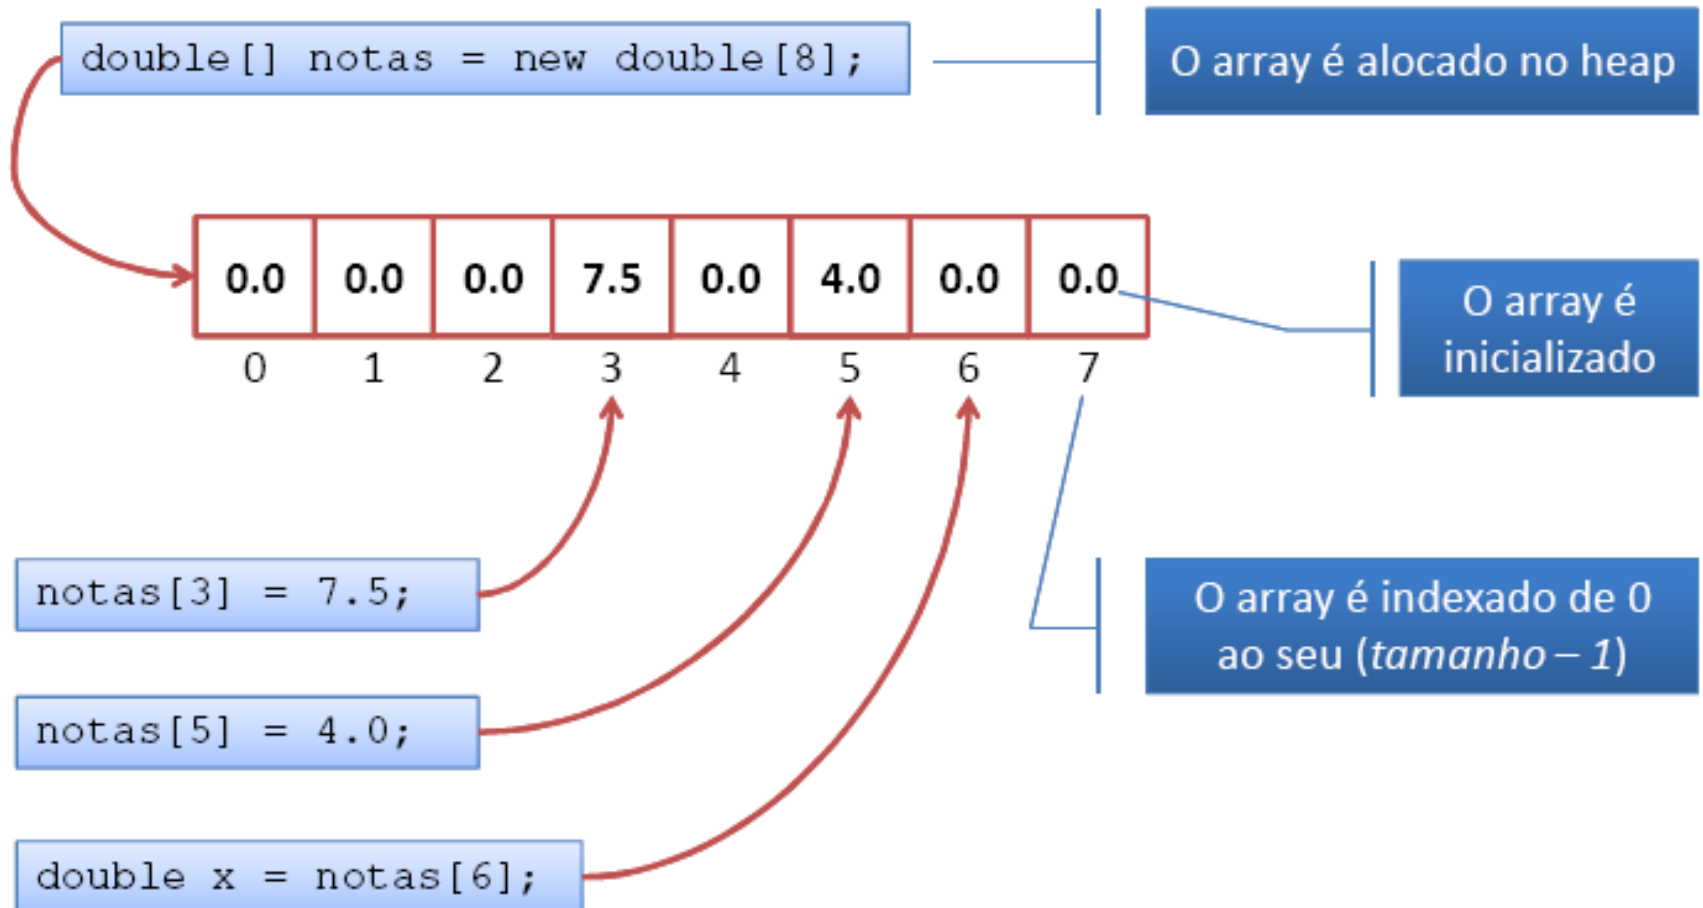 double[] notas = new double[8];
O array é alocado no heap
0.0 0.0 0.0 7.5 0.0 4.0 0.0 0.0
0 1 2 3 4 5 6 7
O array é
inicializado
notas[3] = 7.5;
O array é indexado de 0
ao seu (tamanho – 1)
notas[5] = 4.0;
double x = notas[6];